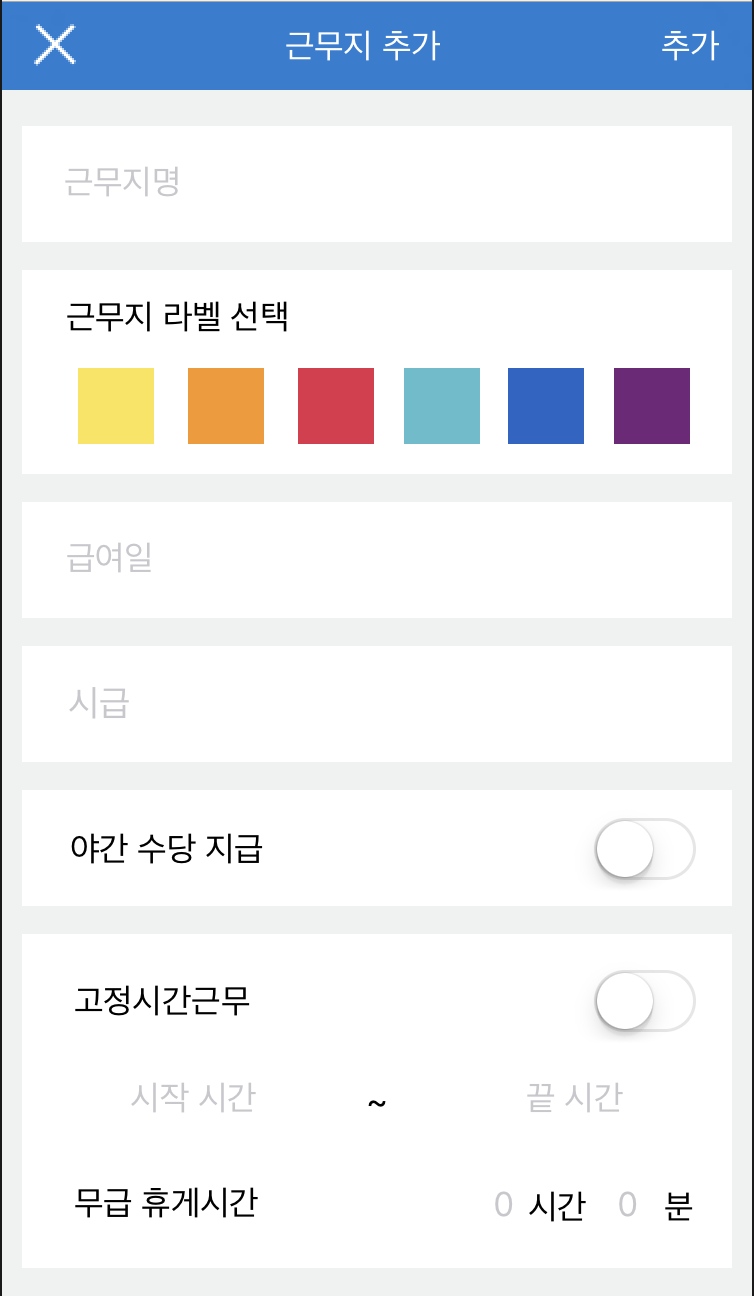 근무지 추가 추가
근무지명
근무지 라벨 선택
급여일
시급
야간 수당 지급
고정시간근무
시작 시간 ~ 끝 시간
무급 휴게시간 0 시간 0 분